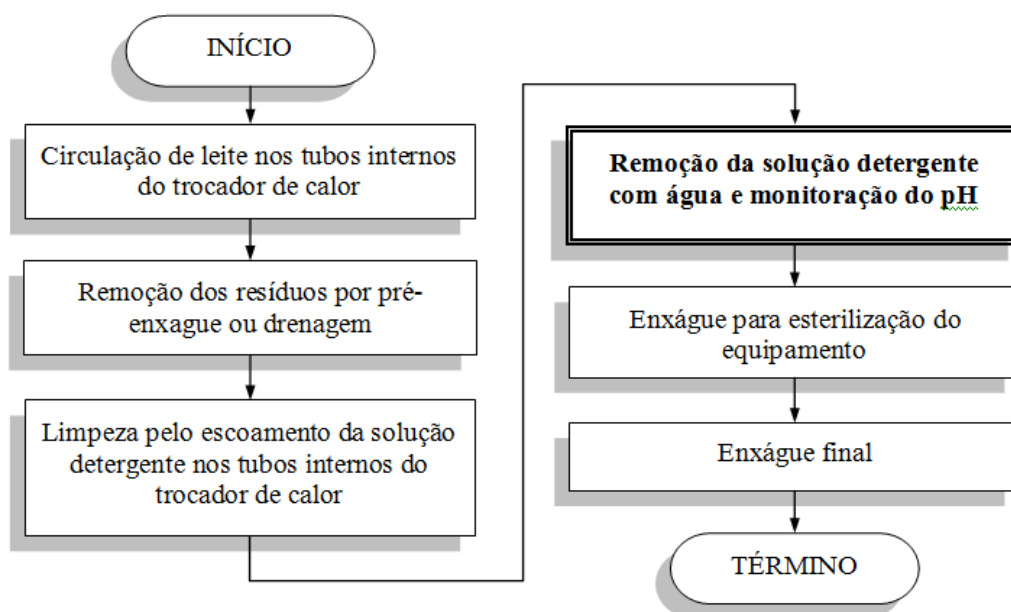 INÍCIO
Circulação de leite nos tubos internos
do trocador de calor
Remoção dos resíduos por pré-
enxague ou drenagem
Limpeza pelo escoamento da solução
detergente nos tubos internos do
trocador de calor
Remoção da solução detergente
com água e monitoração do pH
Enxágue para esterilização do
equipamento
Enxágue final
TÉRMINO